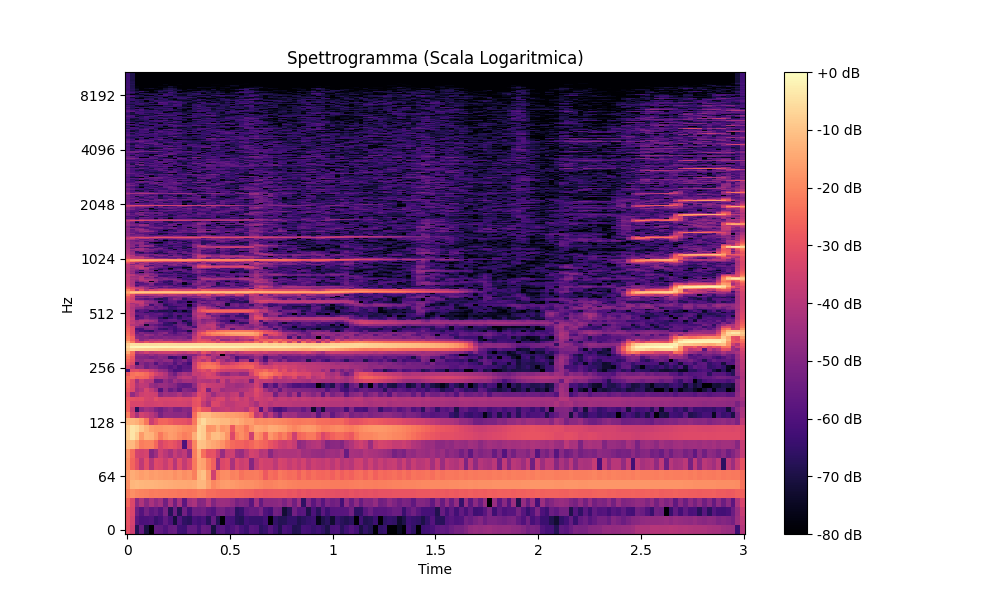 Spettrogramma (Scala Logaritmica)
Hz
8192
4096
2048
1024
512
256
128
64
0
0
0.5
1
1.5
2
2.5
3
Time
+0 dB
-10 dB
-20 dB
-30 dB
-40 dB
-50 dB
-60 dB
-70 dB
-80 dB